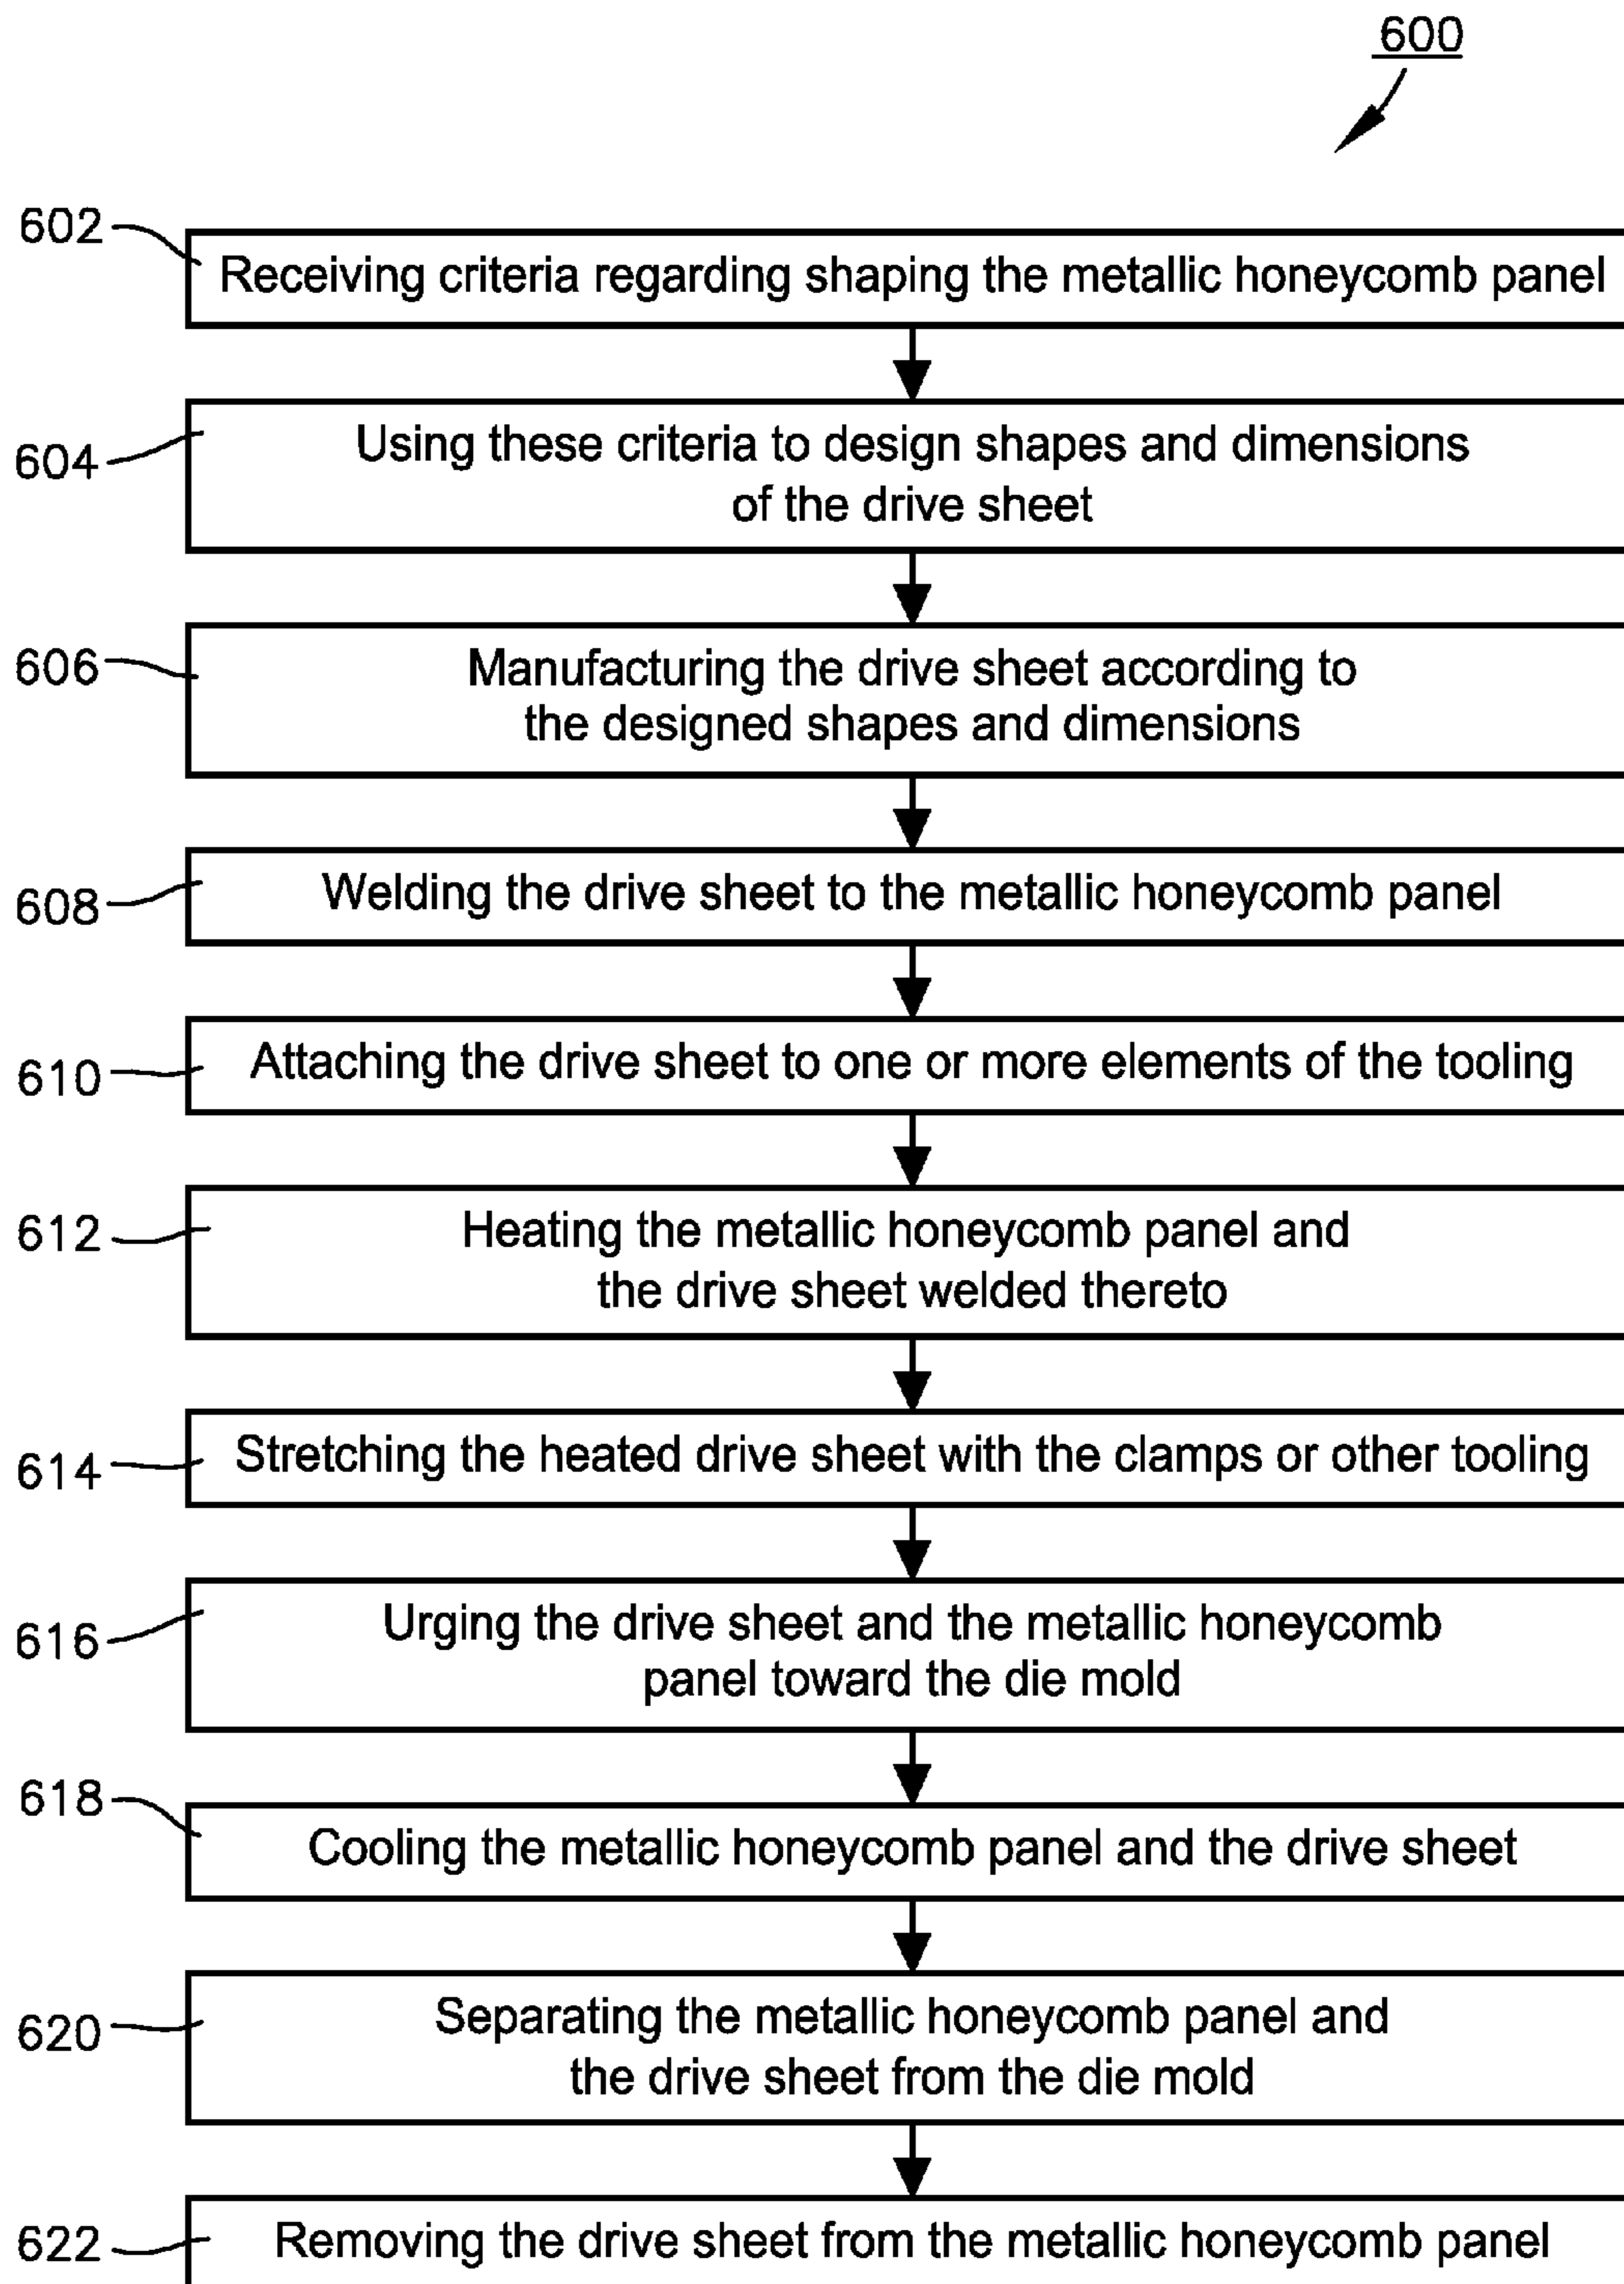 600
602
Receiving criteria regarding shaping the metallic honeycomb panel
604
Using these criteria to design shapes and dimensions
of the drive sheet
606
Manufacturing the drive sheet according to
the designed shapes and dimensions
608
Welding the drive sheet to the metallic honeycomb panel
610
Attaching the drive sheet to one or more elements of the tooling
612
Heating the metallic honeycomb panel and
the drive sheet welded thereto
614
Stretching the heated drive sheet with the clamps or other tooling
616
Urging the drive sheet and the metallic honeycomb
panel toward the die mold
618
Cooling the metallic honeycomb panel and the drive sheet
620
Separating the metallic honeycomb panel and
the drive sheet from the die mold
622
Removing the drive sheet from the metallic honeycomb panel